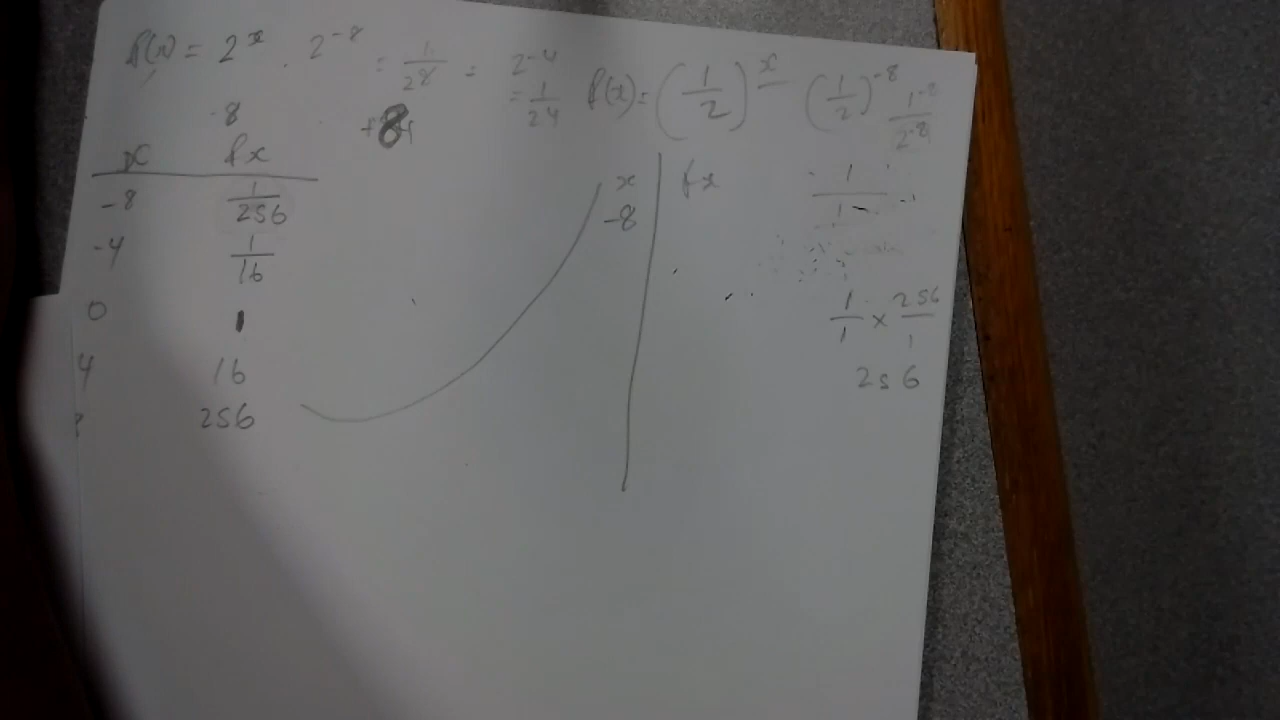 f(x) = 2^x . 2^-8 = 1/2^8 = 2^-4
= 1/2^4
-8
x fx
-8 1/256
-4 1/16
0 1
4 16
256
f(x) = (1/2)^x (1/2)^-8 1^-8/2^-8
x fx
-8
1/1 × 256/1
256